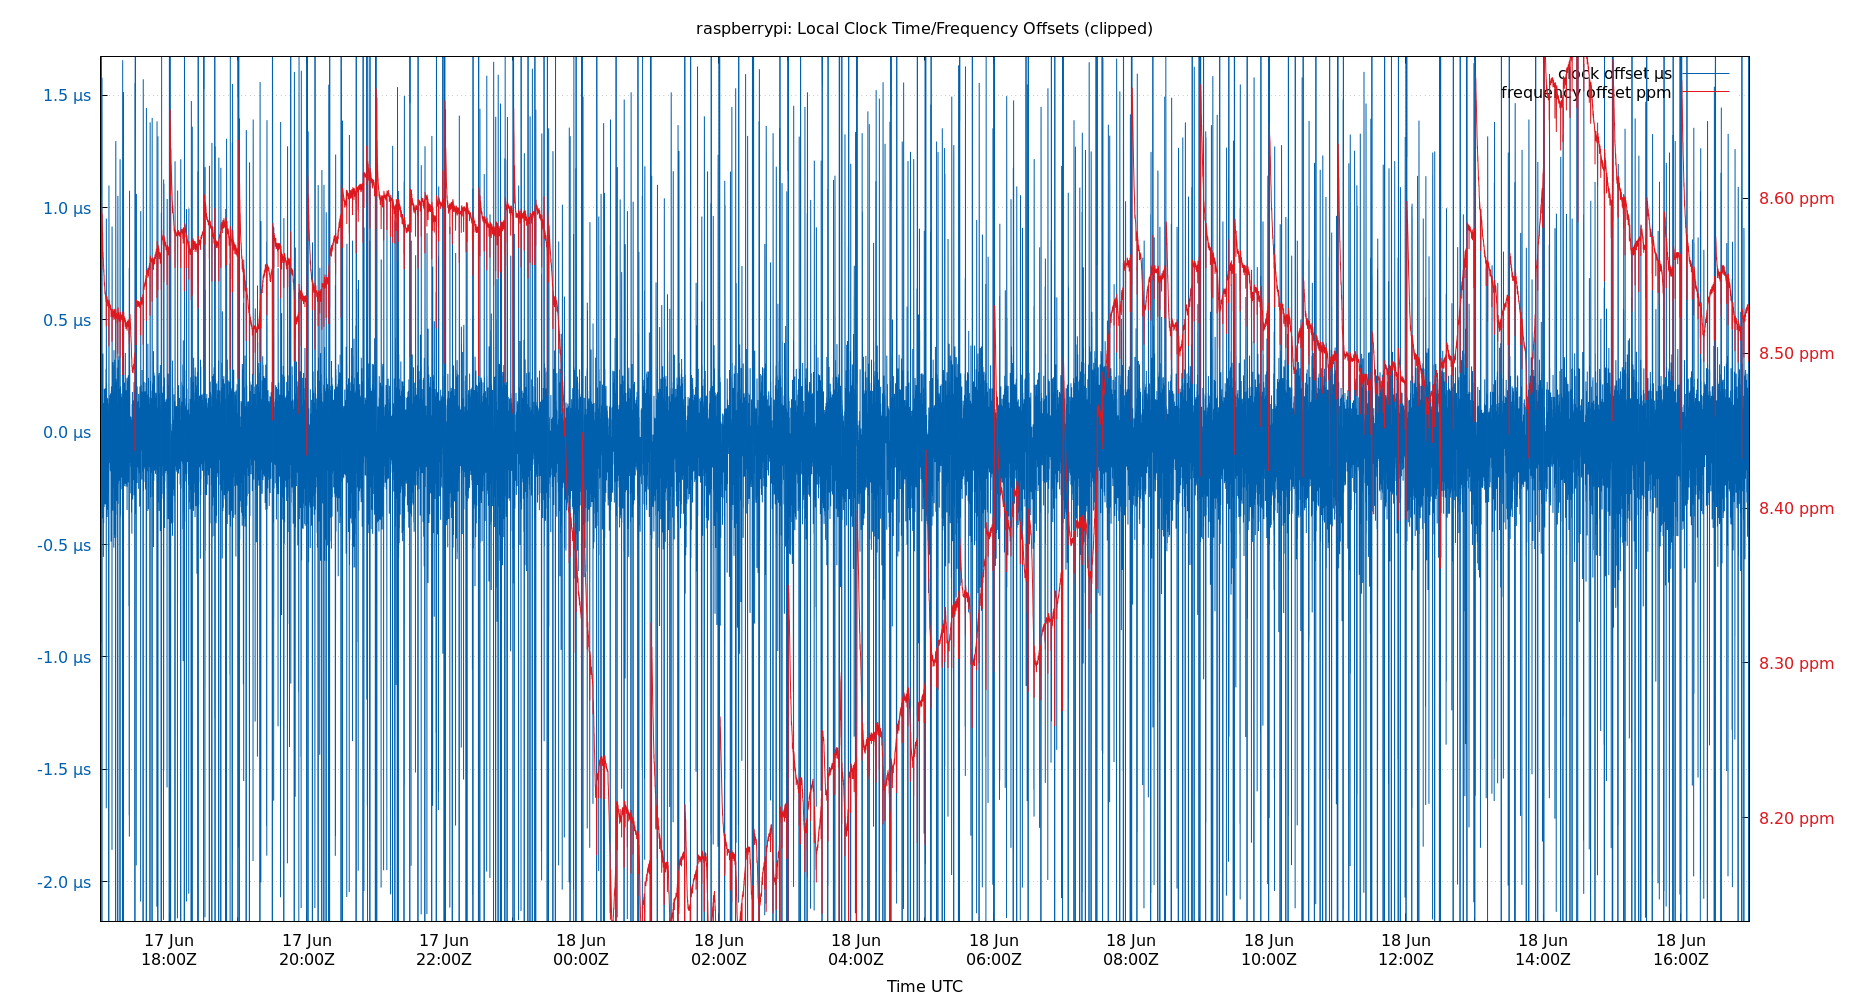 raspberrypi: Local Clock Time/Frequency Offsets (clipped)
clock offset µs
frequency offset ppm
1.5 µs
1.0 µs
0.5 µs
0.0 µs
-0.5 µs
-1.0 µs
-1.5 µs
-2.0 µs
8.60 ppm
8.50 ppm
8.40 ppm
8.30 ppm
8.20 ppm
17 Jun 17 Jun 17 Jun 18 Jun 18 Jun 18 Jun 18 Jun 18 Jun 18 Jun 18 Jun 18 Jun 18 Jun
18:00Z 20:00Z 22:00Z 00:00Z 02:00Z 04:00Z 06:00Z 08:00Z 10:00Z 12:00Z 14:00Z 16:00Z
Time UTC